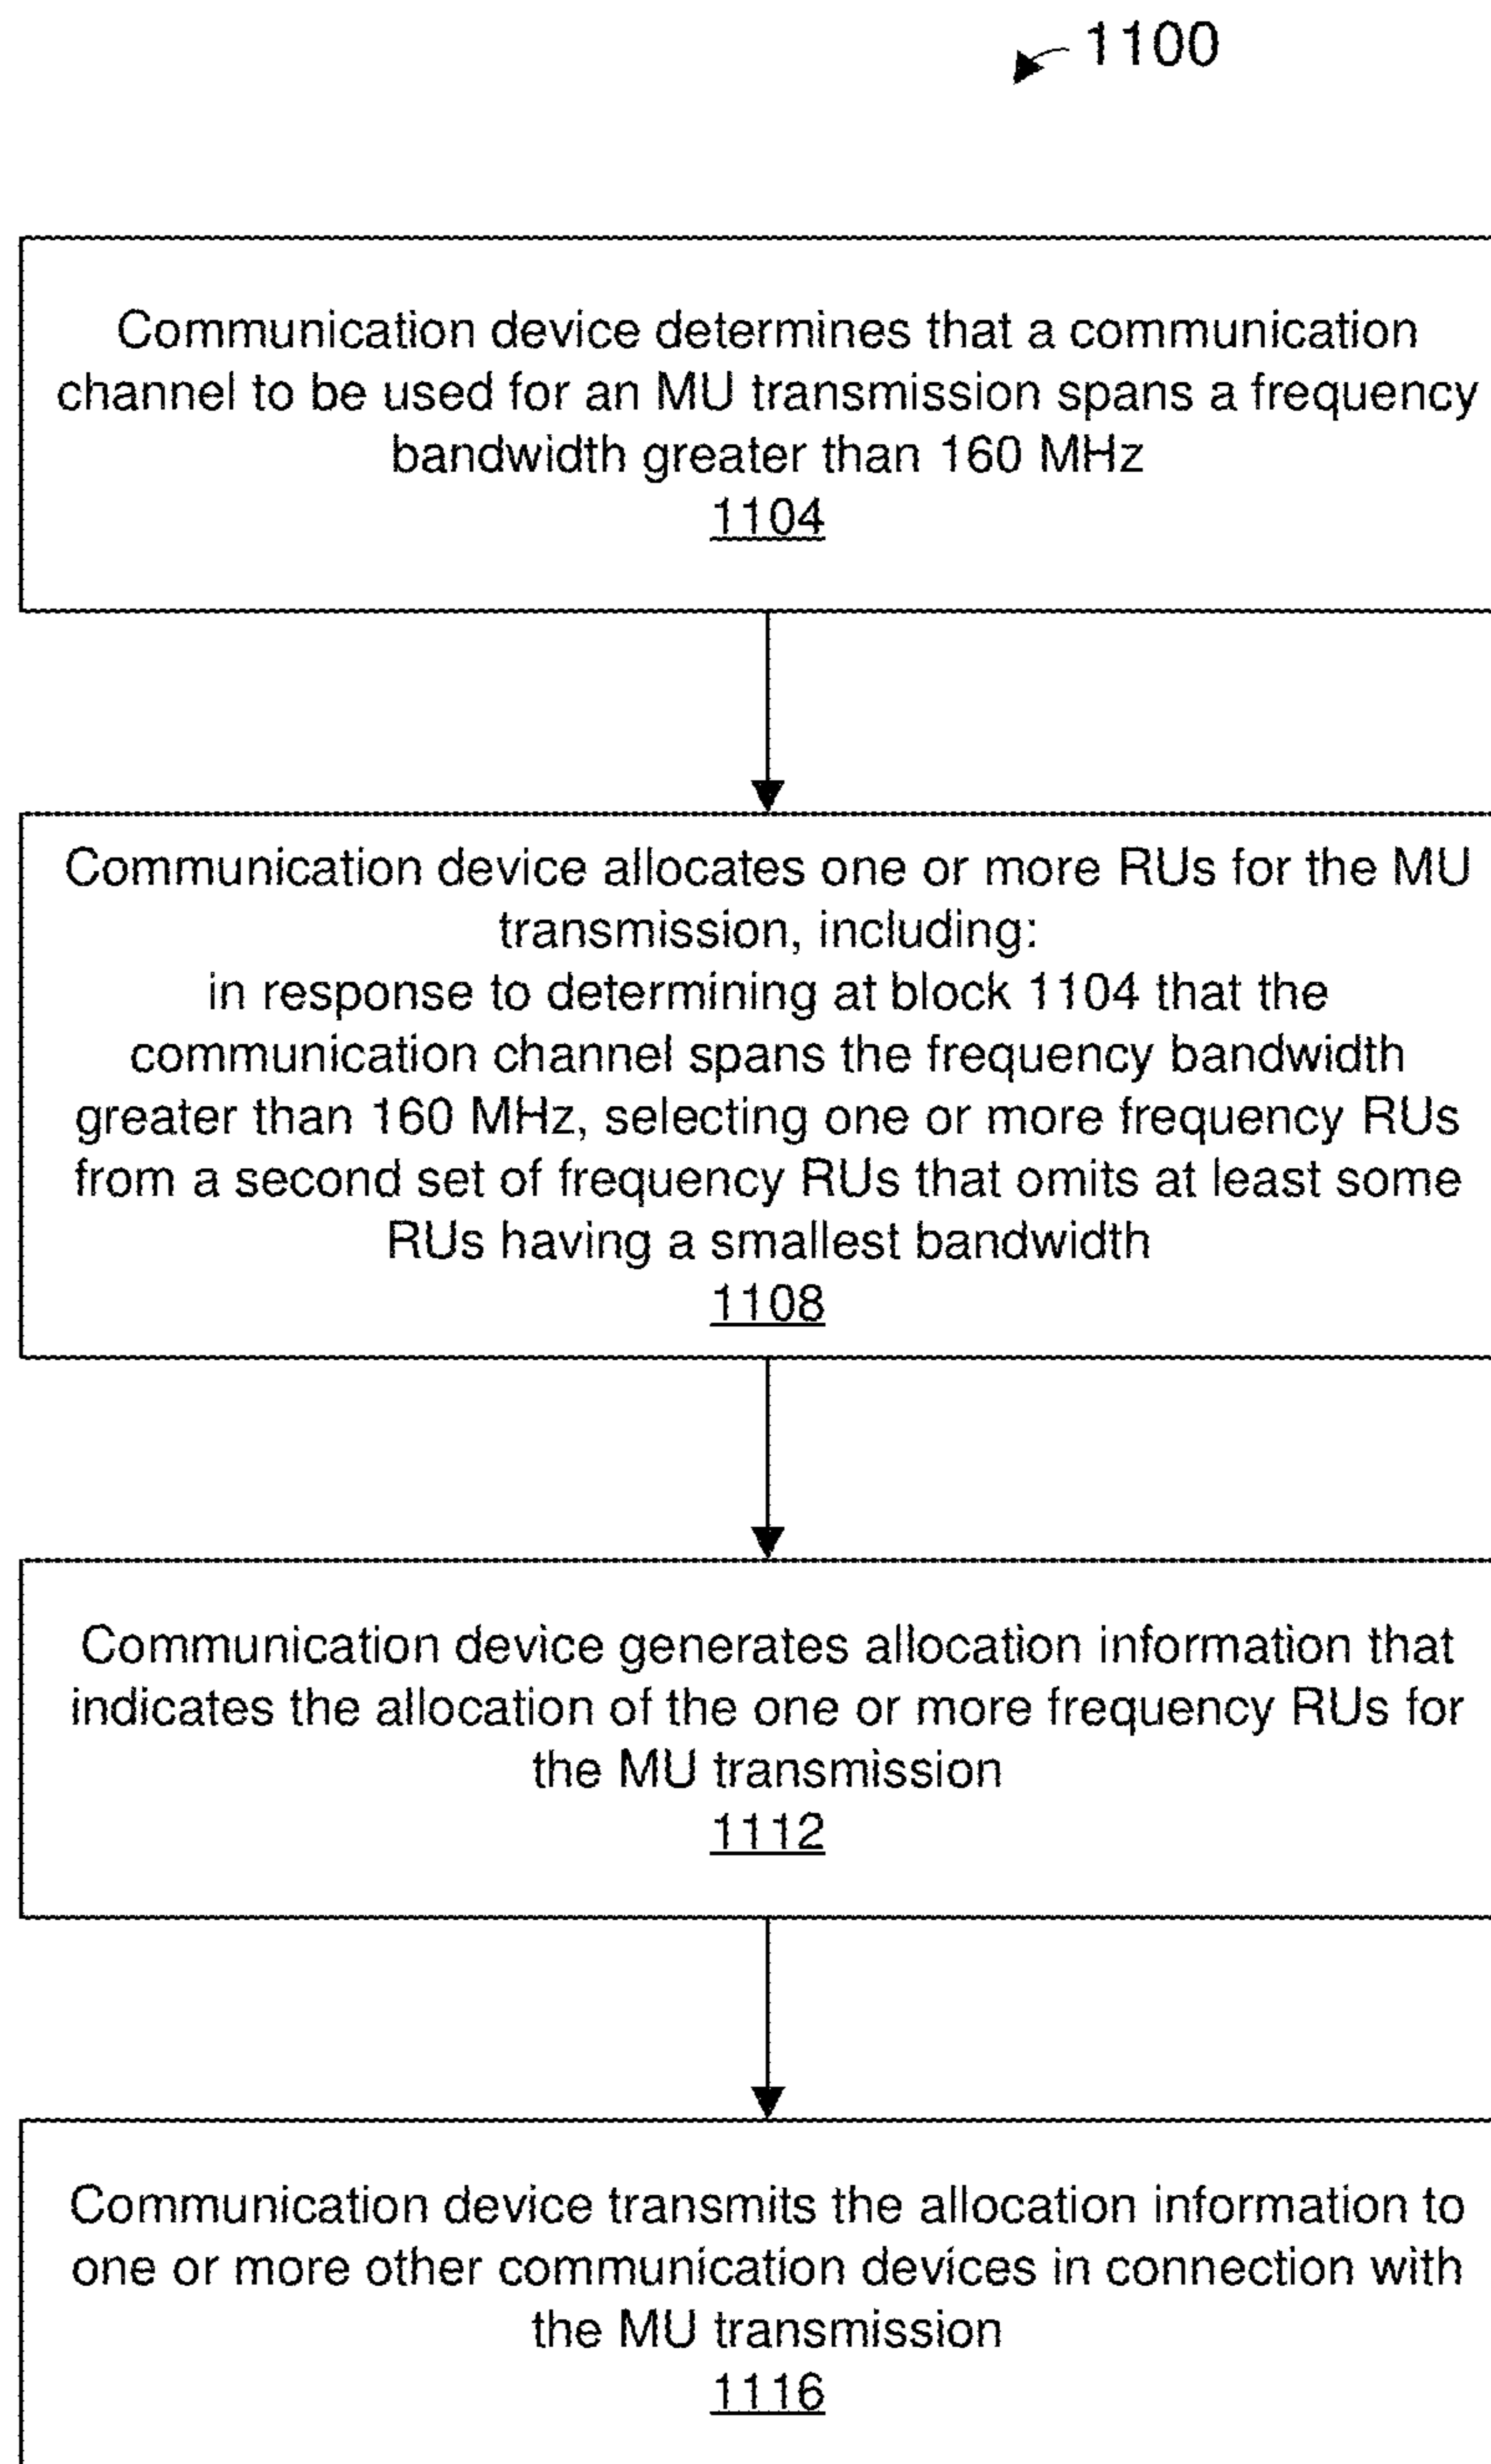 1100
Communication device determines that a communication
channel to be used for an MU transmission spans a frequency
bandwidth greater than 160 MHz
1104
Communication device allocates one or more RUs for the MU
transmission, including:
in response to determining at block 1104 that the
communication channel spans the frequency bandwidth
greater than 160 MHz, selecting one or more frequency RUs
from a second set of frequency RUs that omits at least some
RUs having a smallest bandwidth
1108
Communication device generates allocation information that
indicates the allocation of the one or more frequency RUs for
the MU transmission
1112
Communication device transmits the allocation information to
one or more other communication devices in connection with
the MU transmission
1116